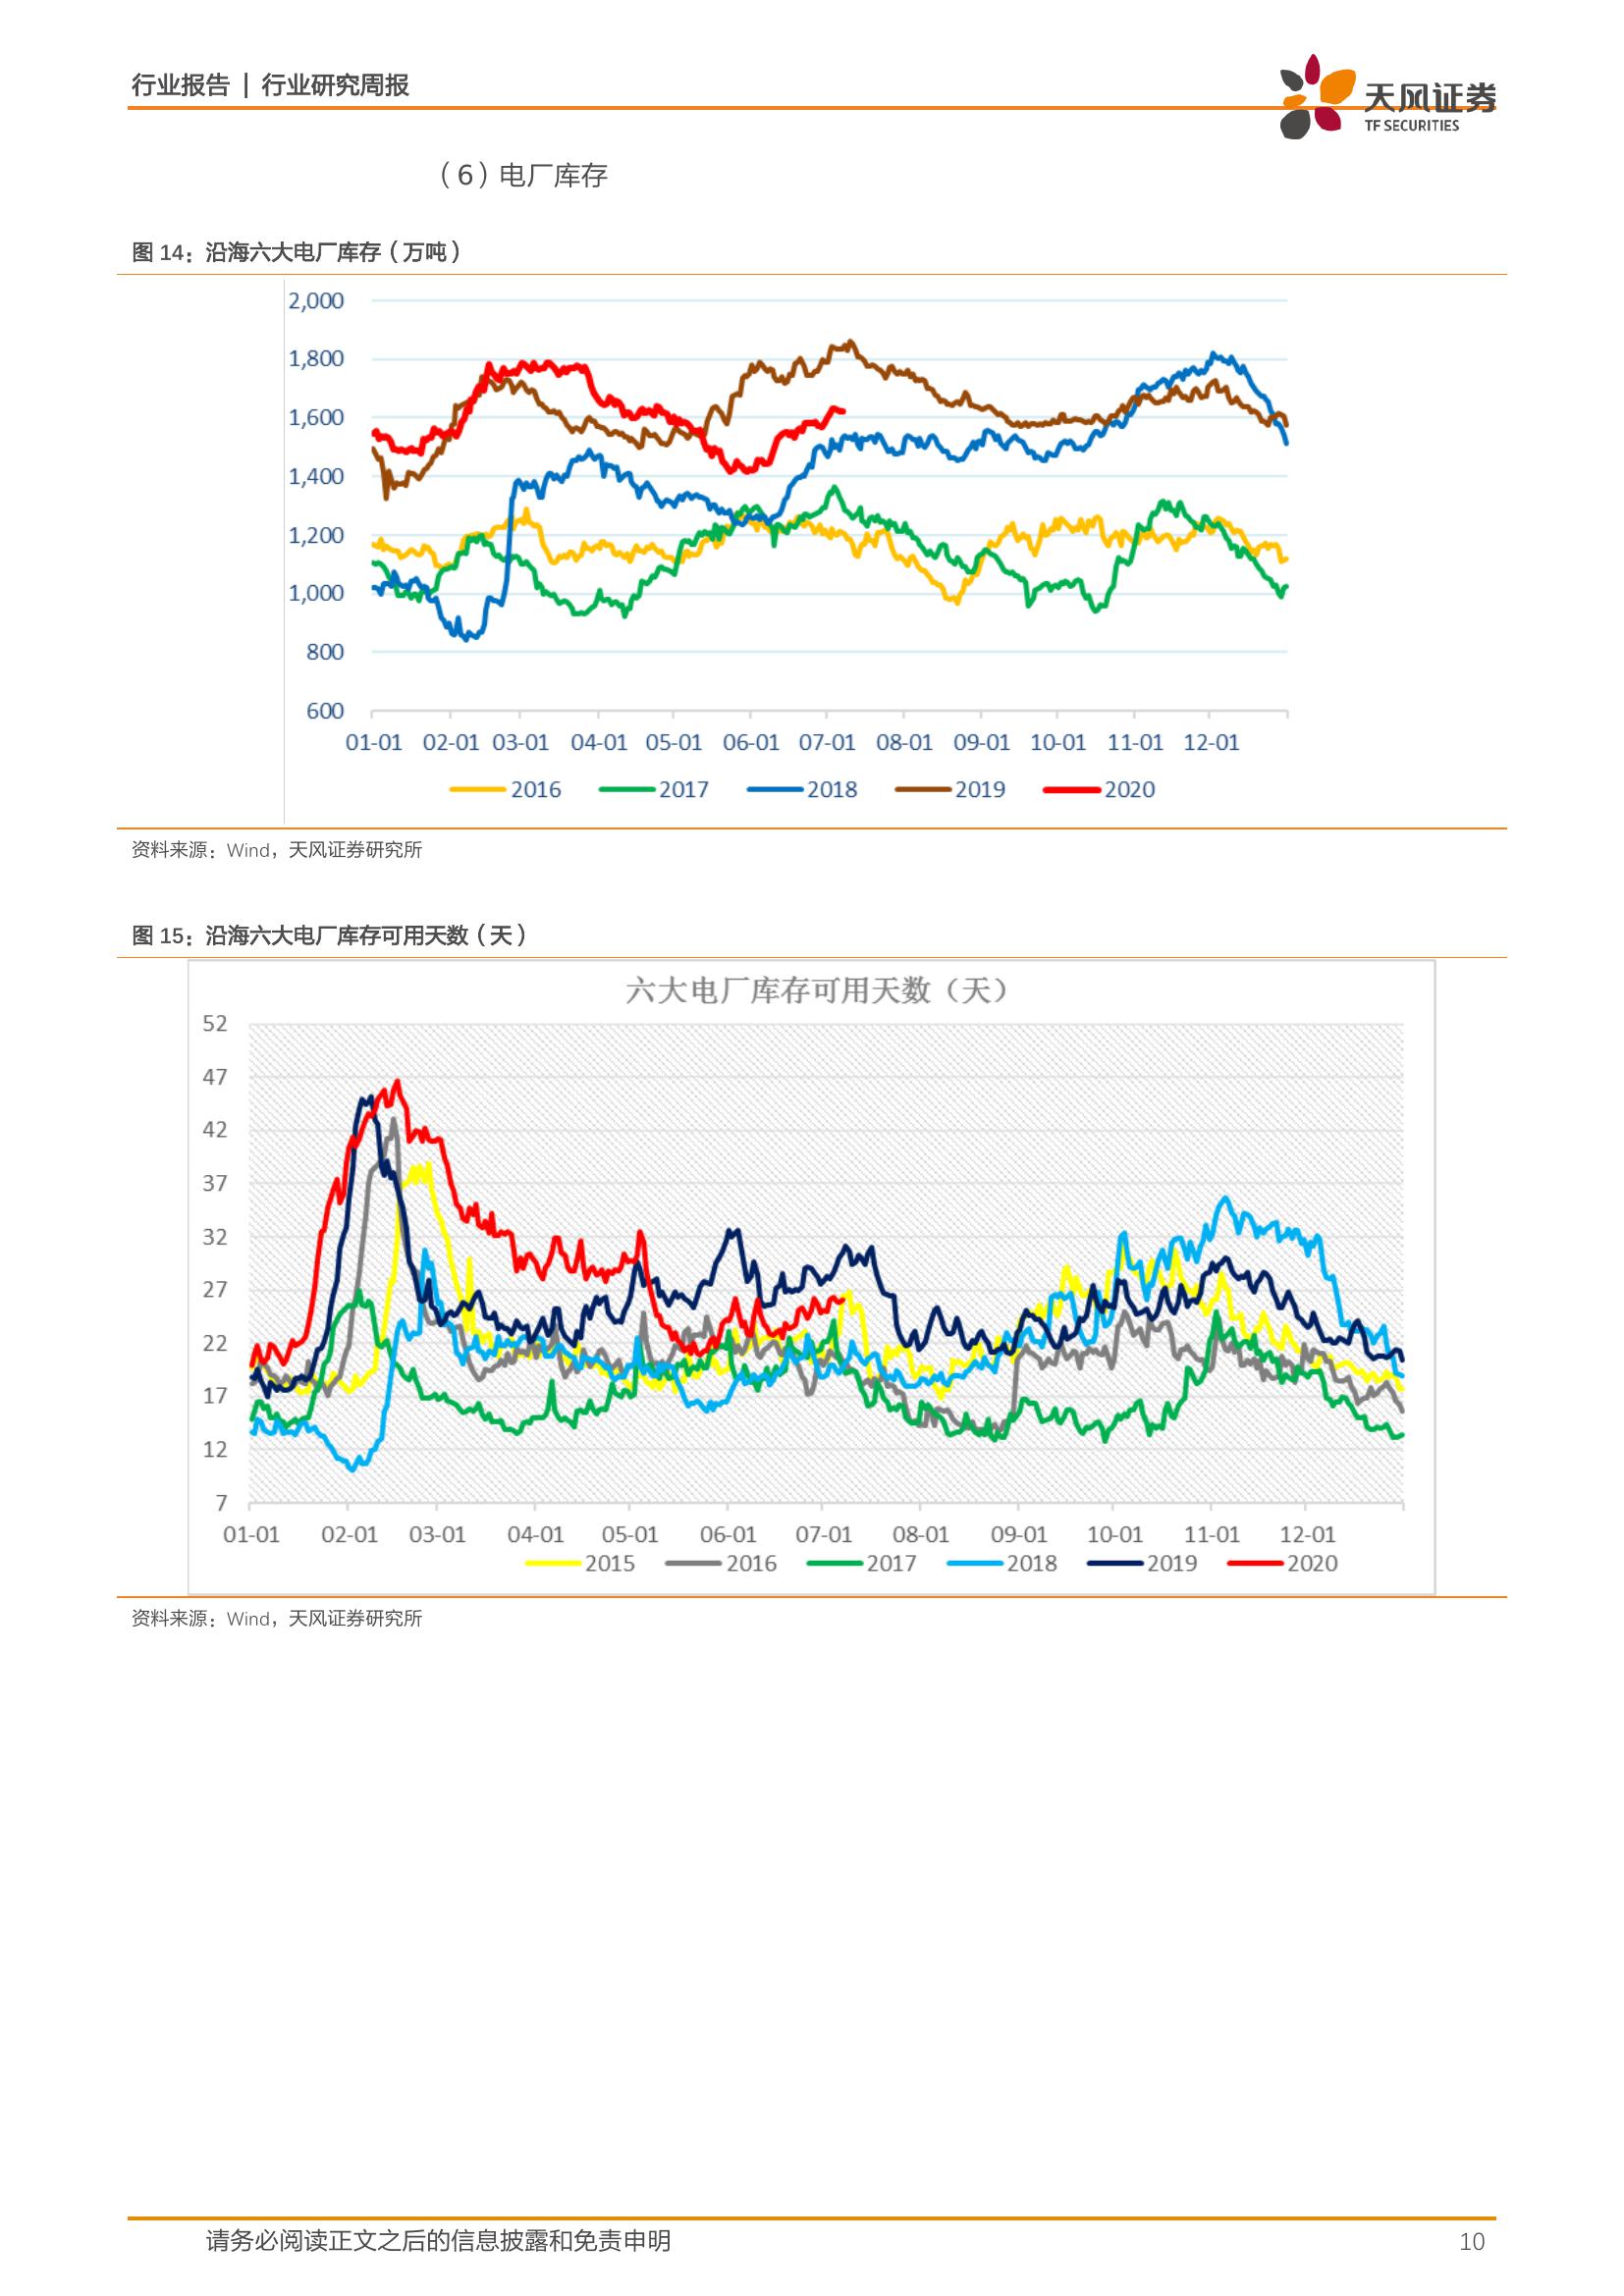 行业报告 | 行业研究周报
天风证券
TF SECURITIES
（6）电厂库存
图 14：沿海六大电厂库存（万吨）
2,000
1,800
1,600
1,400
1,200
1,000
800
600
01-01 02-01 03-01 04-01 05-01 06-01 07-01 08-01 09-01 10-01 11-01 12-01
2016 2017 2018 2019 2020
资料来源：Wind，天风证券研究所
图 15：沿海六大电厂库存可用天数（天）
六大电厂库存可用天数（天）
52
47
42
37
32
27
22
17
12
7
01-01 02-01 03-01 04-01 05-01 06-01 07-01 08-01 09-01 10-01 11-01 12-01
2015 2016 2017 2018 2019 2020
资料来源：Wind，天风证券研究所
请务必阅读正文之后的信息披露和免责申明 10